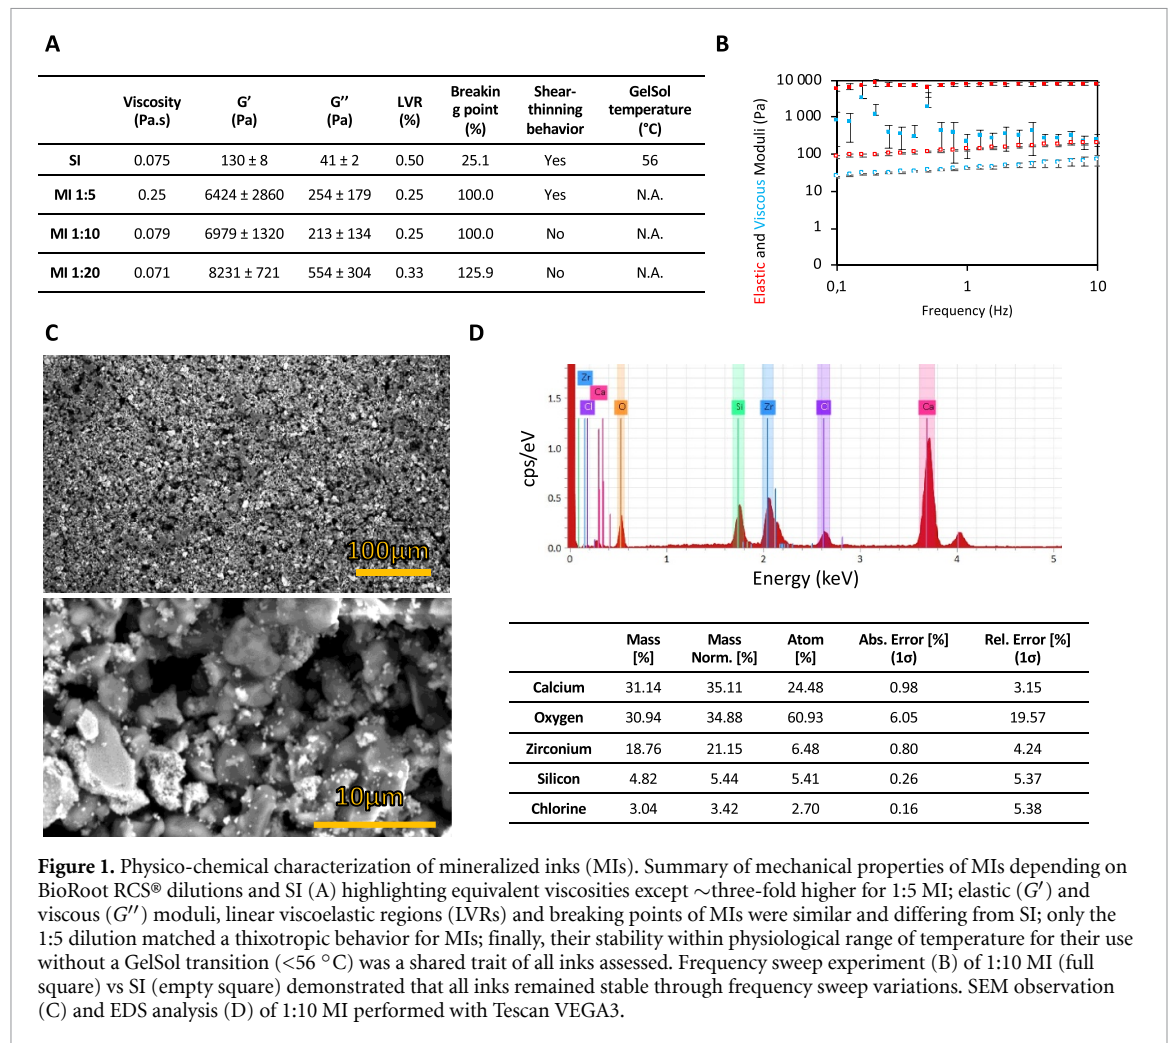 A
Viscosity (Pa.s) G′ (Pa) G′′ (Pa) LVR (%) Breakin g point (%) Shear- thinning behavior GelSol temperature (°C)
SI 0.075 130 ± 8 41 ± 2 0.50 25.1 Yes 56
MI 1:5 0.25 6424 ± 2860 254 ± 179 0.25 100.0 Yes N.A.
MI 1:10 0.079 6979 ± 1320 213 ± 134 0.25 100.0 No N.A.
MI 1:20 0.071 8231 ± 721 554 ± 304 0.33 125.9 No N.A.
B
Elastic and Viscous Moduli (Pa)
10 000
1 000
100
10
1
0
0,1 1 10
Frequency (Hz)
C
100µm
10µm
D
cps/eV
1.5
1.0
0.5
0.0
Zr
Ca
Cl O Si Zr Cl Ca
0 1 2 3 4 5
Energy (keV)
Mass [%] Mass Norm. [%] Atom [%] Abs. Error [%] (1σ) Rel. Error [%] (1σ)
Calcium 31.14 35.11 24.48 0.98 3.15
Oxygen 30.94 34.88 60.93 6.05 19.57
Zirconium 18.76 21.15 6.48 0.80 4.24
Silicon 4.82 5.44 5.41 0.26 5.37
Chlorine 3.04 3.42 2.70 0.16 5.38
Figure 1. Physico-chemical characterization of mineralized inks (MIs). Summary of mechanical properties of MIs depending on
BioRoot RCS® dilutions and SI (A) highlighting equivalent viscosities except ∼three-fold higher for 1:5 MI; elastic (G′) and
viscous (G′′) moduli, linear viscoelastic regions (LVRs) and breaking points of MIs were similar and differing from SI; only the
1:5 dilution matched a thixotropic behavior for MIs; finally, their stability within physiological range of temperature for their use
without a GelSol transition (<56 °C) was a shared trait of all inks assessed. Frequency sweep experiment (B) of 1:10 MI (full
square) vs SI (empty square) demonstrated that all inks remained stable through frequency sweep variations. SEM observation
(C) and EDS analysis (D) of 1:10 MI performed with Tescan VEGA3.